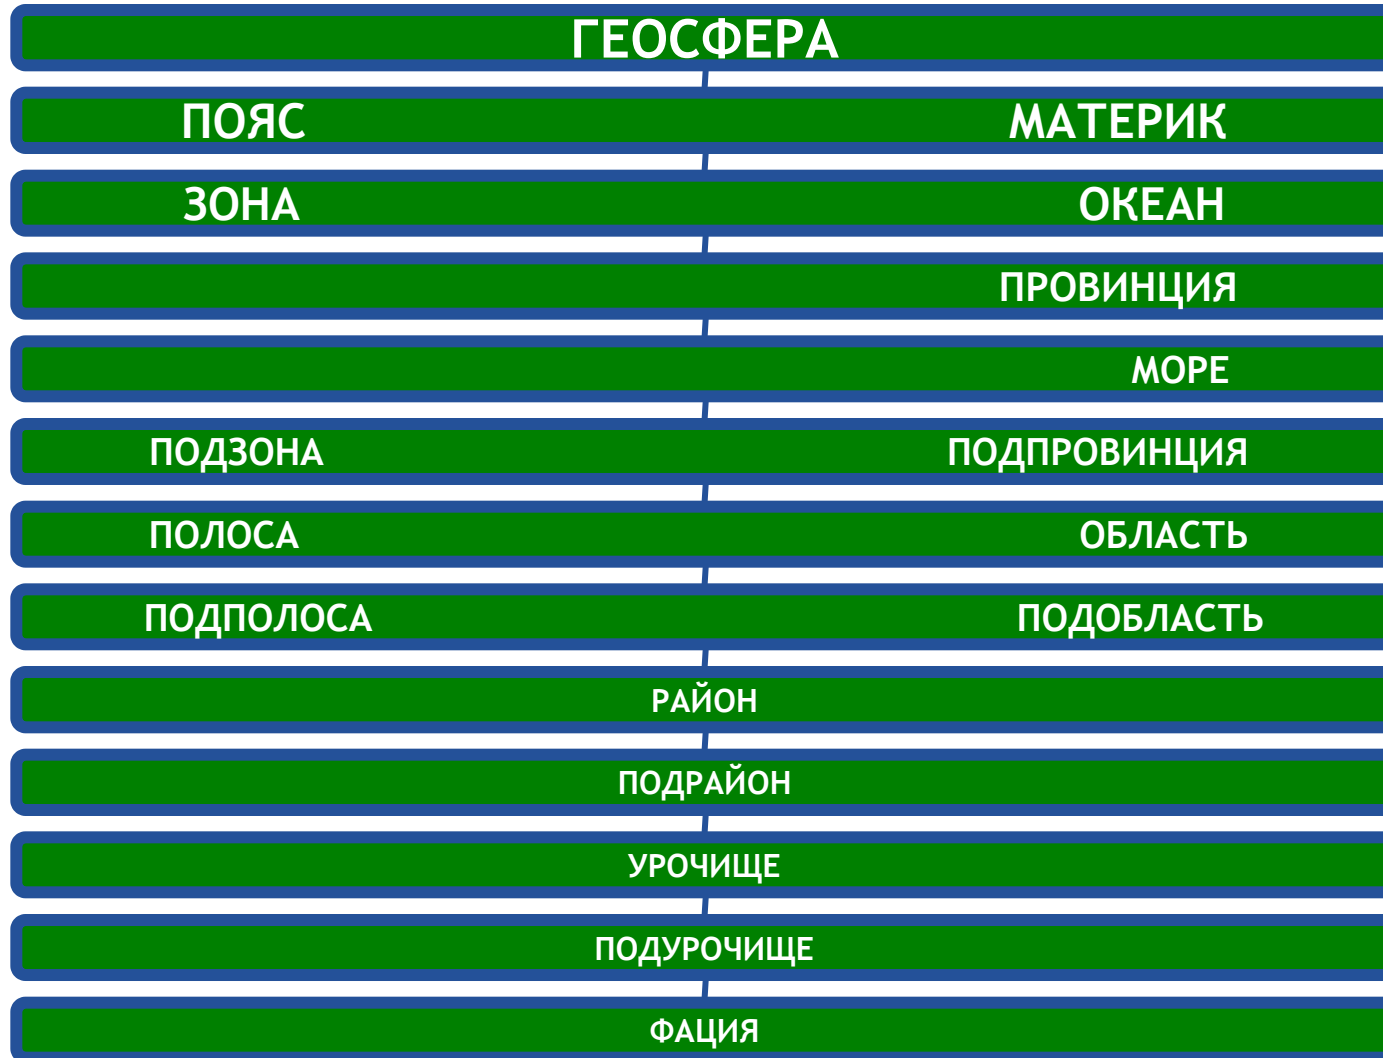 ГЕОСФЕРА
ПОЯС МАТЕРИК
ЗОНА ОКЕАН
ПРОВИНЦИЯ
МОРЕ
ПОДЗОНА ПОДПРОВИНЦИЯ
ПОЛОСА ОБЛАСТЬ
ПОДПОЛОСА ПОДОБЛАСТЬ
РАЙОН
ПОДРАЙОН
УРОЧИЩЕ
ПОДУРОЧИЩЕ
ФАЦИЯ